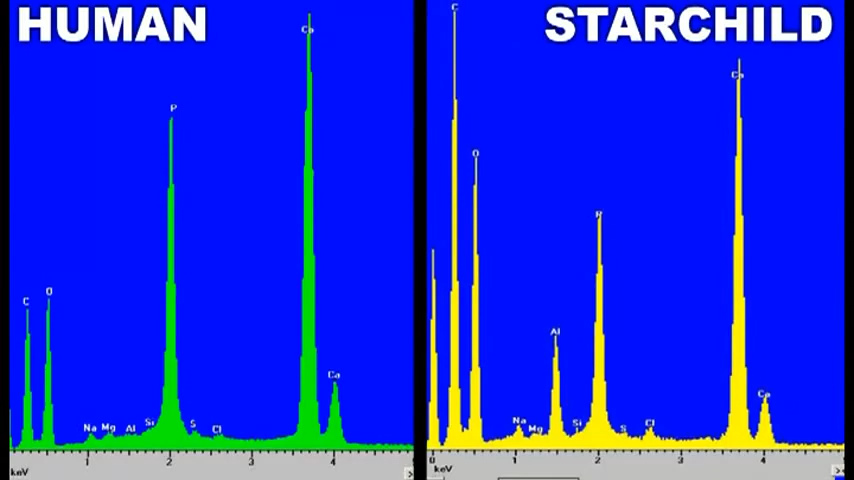 HUMAN
C O Na Mg Al Si P S Cl Ca Ca
1 2 3 4
keV
STARCHILD
C O Na Mg Al Si P S Cl Ca Ca
0 1 2 3 4
keV